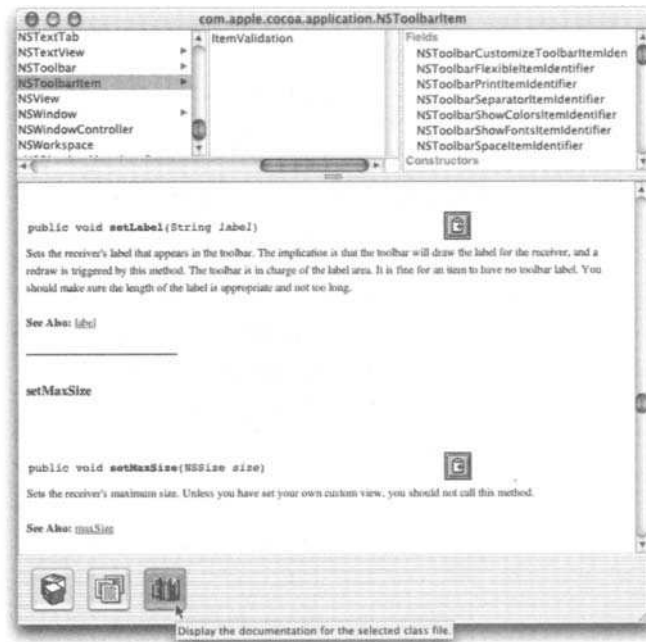 com.apple.cocoa.application.NSToolbarItem
NSTextTab
NSTextView
NSToolbar
NSToolbarItem
NSView
NSWindow
NSWindowController
NSWorkspace
ItemValidation
Fields
NSToolbarCustomizeToolbarItemIden
NSToolbarFlexibleItemIdentifier
NSToolbarPrintItemIdentifier
NSToolbarSeparatorItemIdentifier
NSToolbarShowColorsItemIdentifier
NSToolbarShowFontsItemIdentifier
NSToolbarSpaceItemIdentifier
Constructors
public void setLabel(String label)
Sets the receiver's label that appears in the toolbar. The implication is that the toolbar will draw the label for the receiver, and a
redraw is triggered by this method. The toolbar is in charge of the label area. It is fine for an item to have no toolbar label. You
should make sure the length of the label is appropriate and not too long.
See Also: label
setMaxSize
public void setMaxSize(NSSize size)
Sets the receiver's maximum size. Unless you have set your own custom view, you should not call this method.
See Also: maxSize
Display the documentation for the selected class file.